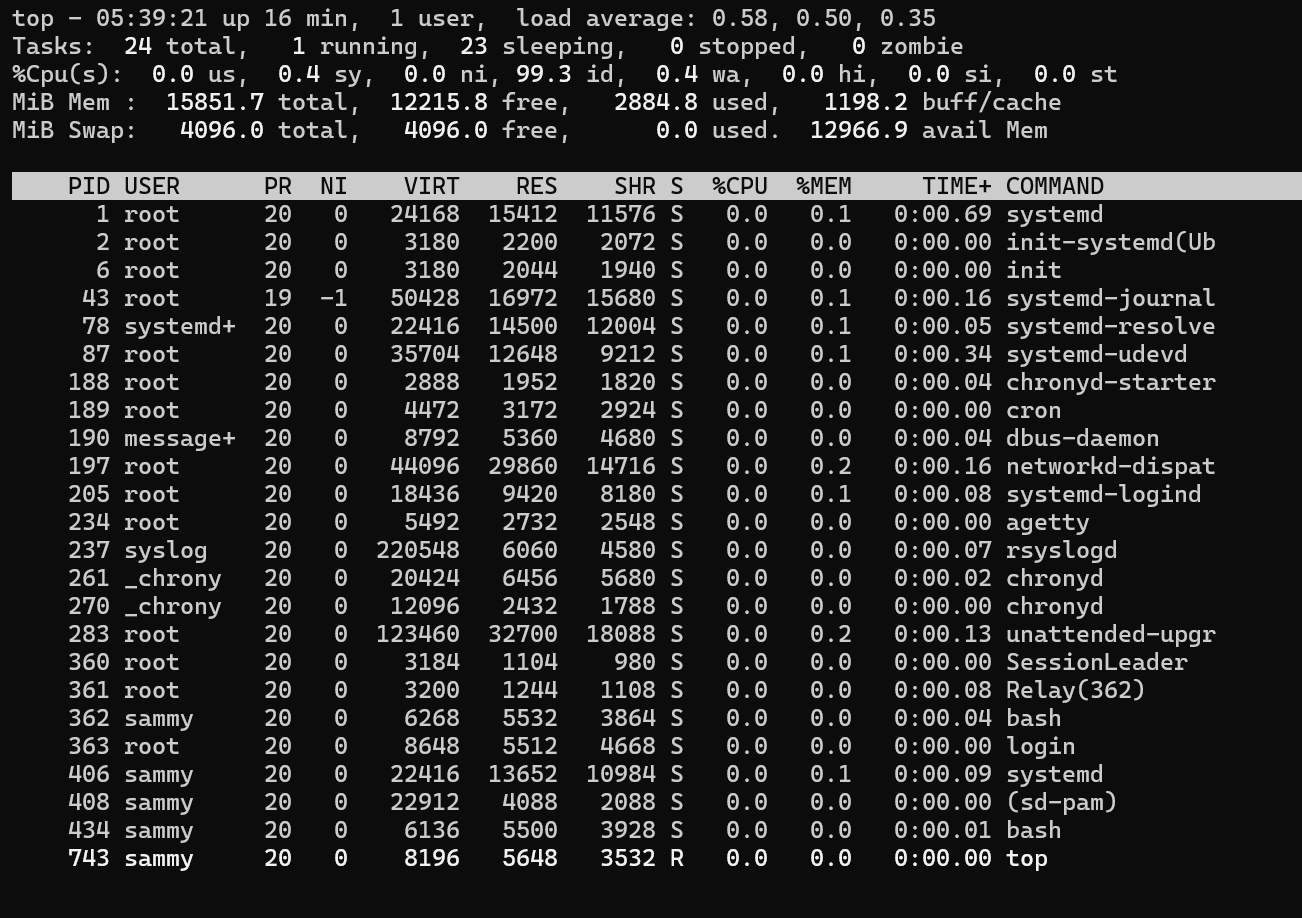 top - 05:39:21 up 16 min,  1 user,  load average: 0.58, 0.50, 0.35
Tasks:  24 total,   1 running,  23 sleeping,   0 stopped,   0 zombie
%Cpu(s):  0.0 us,  0.4 sy,  0.0 ni, 99.3 id,  0.4 wa,  0.0 hi,  0.0 si,  0.0 st
MiB Mem :  15851.7 total,  12215.8 free,   2884.8 used,   1198.2 buff/cache
MiB Swap:   4096.0 total,   4096.0 free,      0.0 used.  12966.9 avail Mem
    PID USER      PR  NI    VIRT    RES    SHR S  %CPU  %MEM     TIME+ COMMAND
      1 root      20   0   24168  15412  11576 S   0.0   0.1   0:00.69 systemd
      2 root      20   0    3180   2200   2072 S   0.0   0.0   0:00.00 init-systemd(Ub
      6 root      20   0    3180   2044   1940 S   0.0   0.0   0:00.00 init
     43 root      19  -1   50428  16972  15680 S   0.0   0.1   0:00.16 systemd-journal
     78 systemd+  20   0   22416  14500  12004 S   0.0   0.1   0:00.05 systemd-resolve
     87 root      20   0   35704  12648   9212 S   0.0   0.1   0:00.34 systemd-udevd
    188 root      20   0    2888   1952   1820 S   0.0   0.0   0:00.04 chronyd-starter
    189 root      20   0    4472   3172   2924 S   0.0   0.0   0:00.00 cron
    190 message+  20   0    8792   5360   4680 S   0.0   0.0   0:00.04 dbus-daemon
    197 root      20   0   44096  29860  14716 S   0.0   0.2   0:00.16 networkd-dispat
    205 root      20   0   18436   9420   8180 S   0.0   0.1   0:00.08 systemd-logind
    234 root      20   0    5492   2732   2548 S   0.0   0.0   0:00.00 agetty
    237 syslog    20   0  220548   6060   4580 S   0.0   0.0   0:00.07 rsyslogd
    261 _chrony   20   0   20424   6456   5680 S   0.0   0.0   0:00.02 chronyd
    270 _chrony   20   0   12096   2432   1788 S   0.0   0.0   0:00.00 chronyd
    283 root      20   0  123460  32700  18088 S   0.0   0.2   0:00.13 unattended-upgr
    360 root      20   0    3184   1104    980 S   0.0   0.0   0:00.00 SessionLeader
    361 root      20   0    3200   1244   1108 S   0.0   0.0   0:00.08 Relay(362)
    362 sammy     20   0    6268   5532   3864 S   0.0   0.0   0:00.04 bash
    363 root      20   0    8648   5512   4668 S   0.0   0.0   0:00.00 login
    406 sammy     20   0   22416  13652  10984 S   0.0   0.1   0:00.09 systemd
    408 sammy     20   0   22912   4088   2088 S   0.0   0.0   0:00.00 (sd-pam)
    434 sammy     20   0    6136   5500   3928 S   0.0   0.0   0:00.01 bash
    743 sammy     20   0    8196   5648   3532 R   0.0   0.0   0:00.00 top